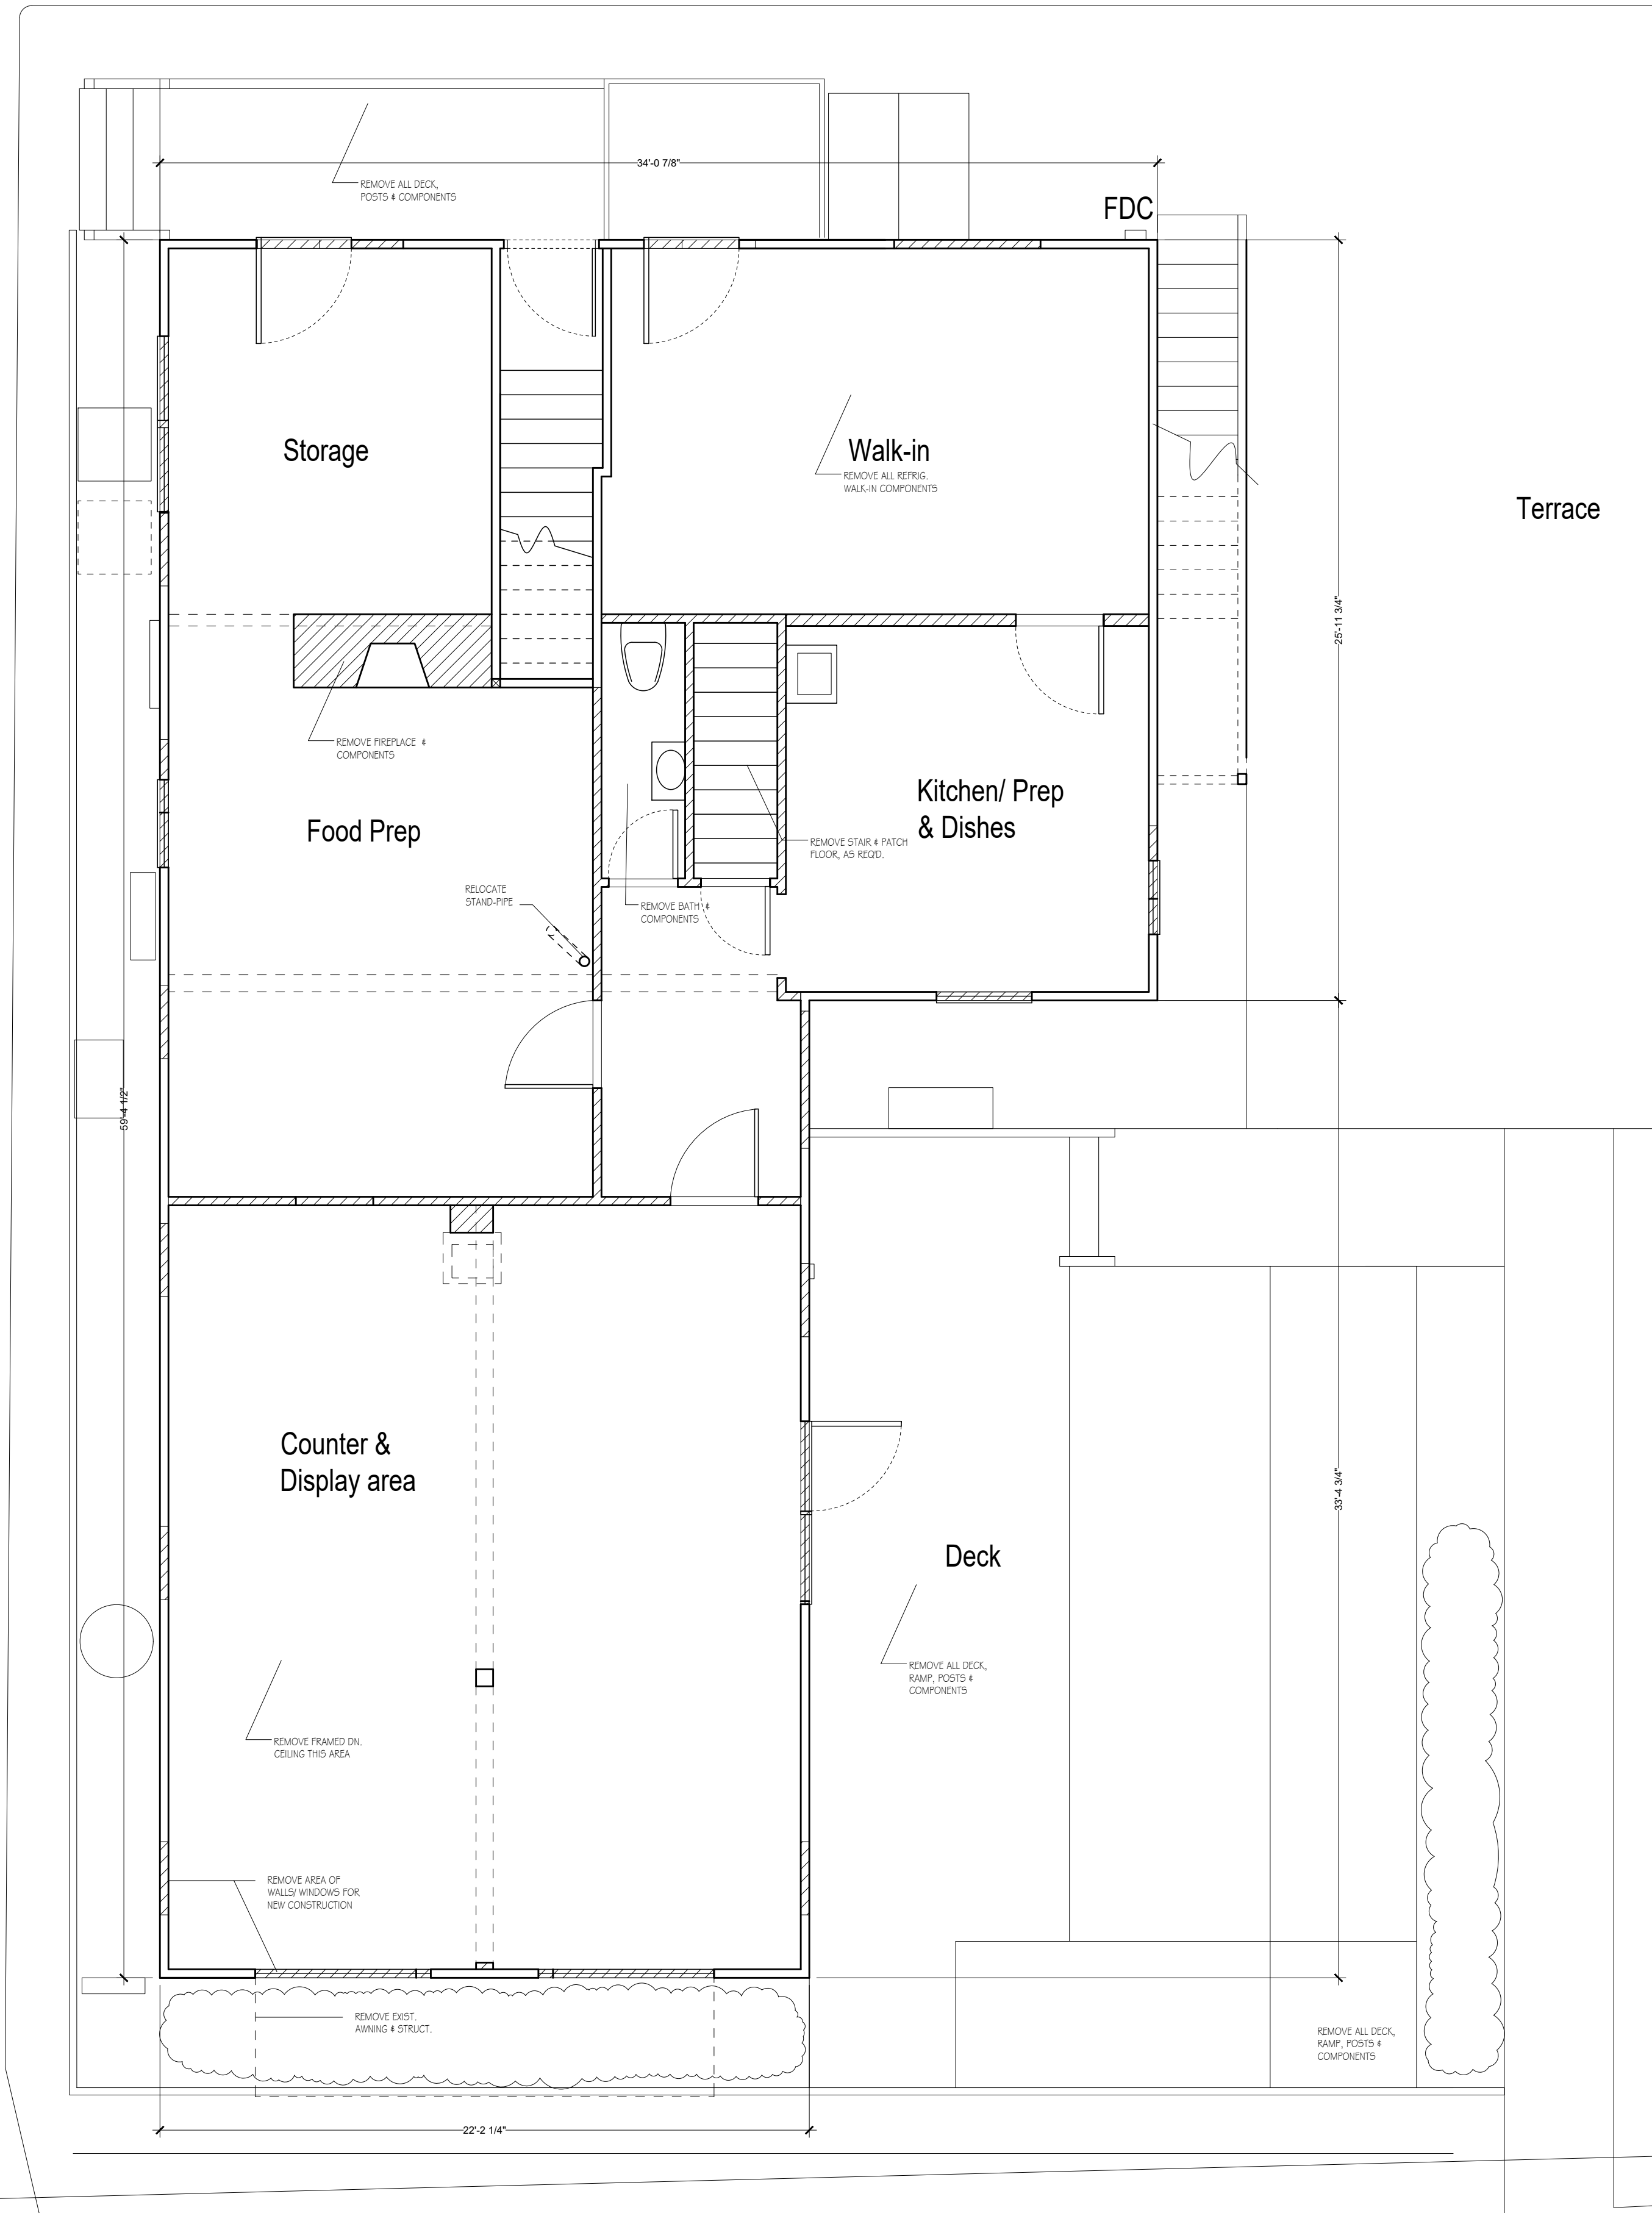 34'-0 7/8"
REMOVE ALL DECK,
POSTS & COMPONENTS
FDC
Storage
Walk-in
REMOVE ALL REFRIG.
WALK-IN COMPONENTS
Terrace
25'-11 3/4"
REMOVE FIREPLACE &
COMPONENTS
Food Prep
Kitchen/ Prep
& Dishes
REMOVE STAIR & PATCH
FLOOR, AS REQ'D.
RELOCATE
STAND-PIPE
REMOVE BATH &
COMPONENTS
59'-4 1/2"
Counter &
Display area
33'-4 3/4"
Deck
REMOVE ALL DECK,
RAMP, POSTS &
COMPONENTS
REMOVE FRAMED DN.
CEILING THIS AREA
REMOVE AREA OF
WALLS/ WINDOWS FOR
NEW CONSTRUCTION
REMOVE EXIST.
AWNING & STRUCT.
REMOVE ALL DECK,
RAMP, POSTS &
COMPONENTS
22'-2 1/4"